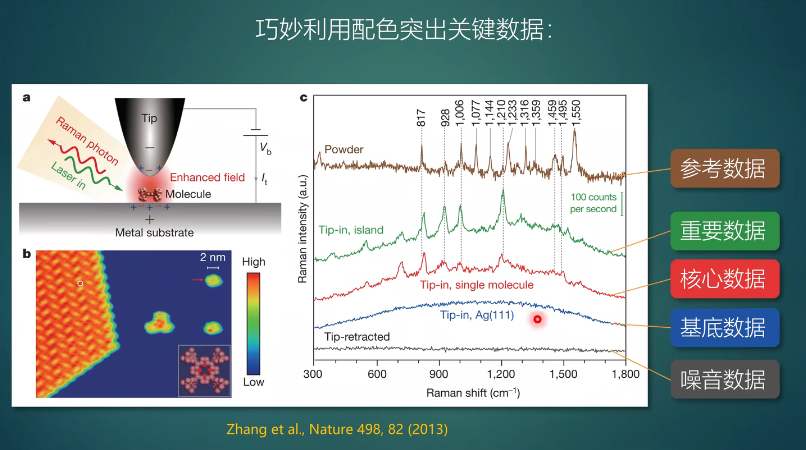 巧妙利用配色突出关键数据：
a
Tip
Raman photon
Laser in
Enhanced field
Molecule
Metal substrate
Vb
It
b
2 nm
High
Low
c
817
928
1,006
1,077
1,144
1,210
1,233
1,316
1,359
1,459
1,495
1,550
Powder
100 counts
per second
Tip-in, island
Tip-in, single molecule
Tip-in, Ag(111)
Tip-retracted
Raman intensity (a.u.)
300
600
900
1,200
1,500
1,800
Raman shift (cm⁻¹)
参考数据
重要数据
核心数据
基底数据
噪音数据
Zhang et al., Nature 498, 82 (2013)